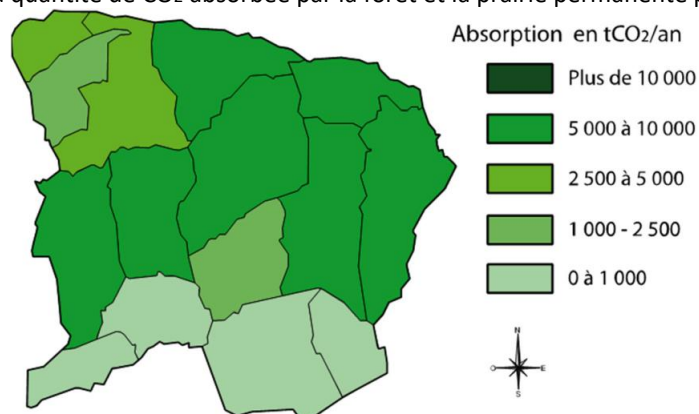 la quantité de CO2 absorbée par la forêt et la prairie permanente p
Absorption en tCO2/an
Plus de 10 000
5 000 à 10 000
2 500 à 5 000
1 000 - 2 500
0 à 1 000
N
O E
S